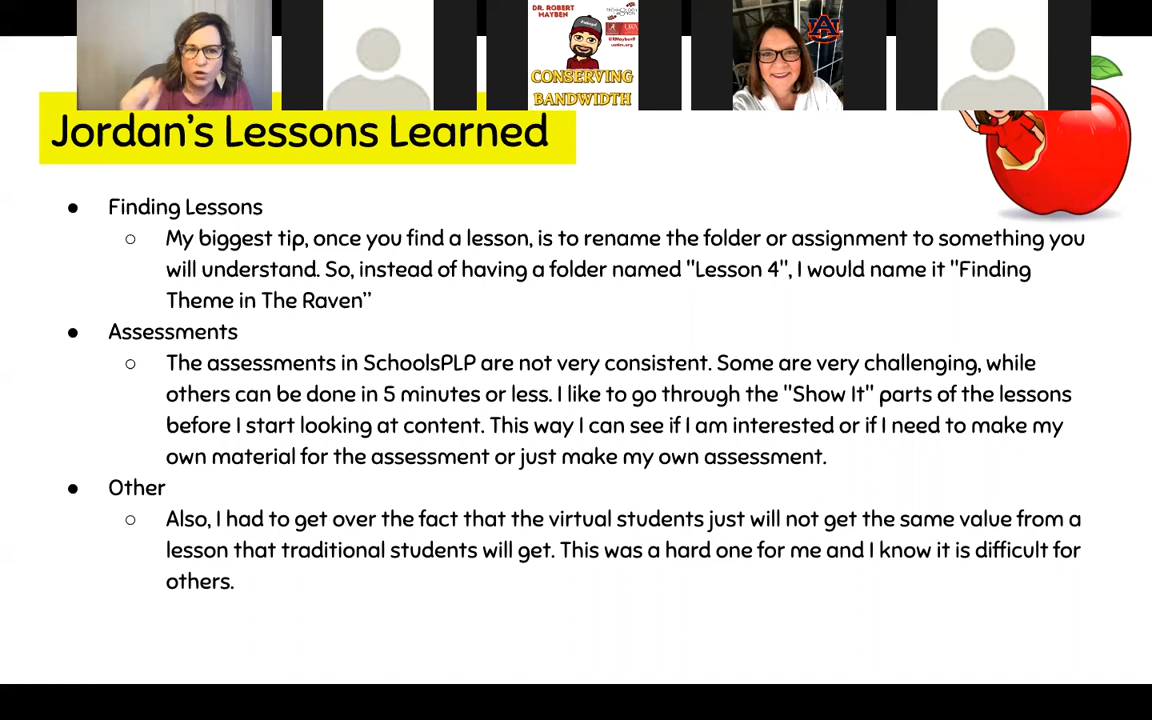 DR. ROBERT
MAYBEN
CONSERVING
BANDWIDTH
Jordan's Lessons Learned
● Finding Lessons
○ My biggest tip, once you find a lesson, is to rename the folder or assignment to something you
will understand. So, instead of having a folder named "Lesson 4", I would name it "Finding
Theme in The Raven”
● Assessments
○ The assessments in SchoolsPLP are not very consistent. Some are very challenging, while
others can be done in 5 minutes or less. I like to go through the "Show It" parts of the lessons
before I start looking at content. This way I can see if I am interested or if I need to make my
own material for the assessment or just make my own assessment.
● Other
○ Also, I had to get over the fact that the virtual students just will not get the same value from a
lesson that traditional students will get. This was a hard one for me and I know it is difficult for
others.